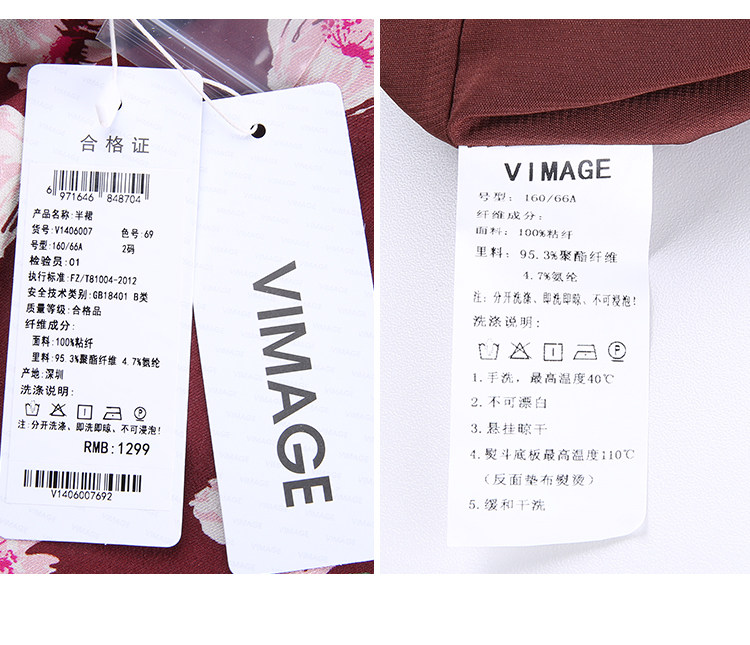 合格证
6 971646 848704
产品名称:半裙
货号:V1406007 色号:69
号型:160/66A 2码
检验员:01
执行标准:FZ/T81004-2012
安全技术类别:GB18401 B类
质量等级:合格品
纤维成分:
面料:100%粘纤
里料:95.3%聚酯纤维 4.7%氨纶
产地:深圳
洗涤说明:
注:分开洗涤、即洗即晾、不可浸泡!
RMB:1299
V1406007692
VIMAGE
VIMAGE
号型: 160/66A
纤维成分:
面料: 100%粘纤
里料: 95.3%聚酯纤维
4.7%氨纶
注: 分开洗涤、即洗即晾、不可浸泡!
洗涤说明:
1.手洗, 最高温度40℃
2.不可漂白
3.悬挂晾干
4.熨斗底板最高温度110℃
(反面垫布熨烫)
5.缓和干洗